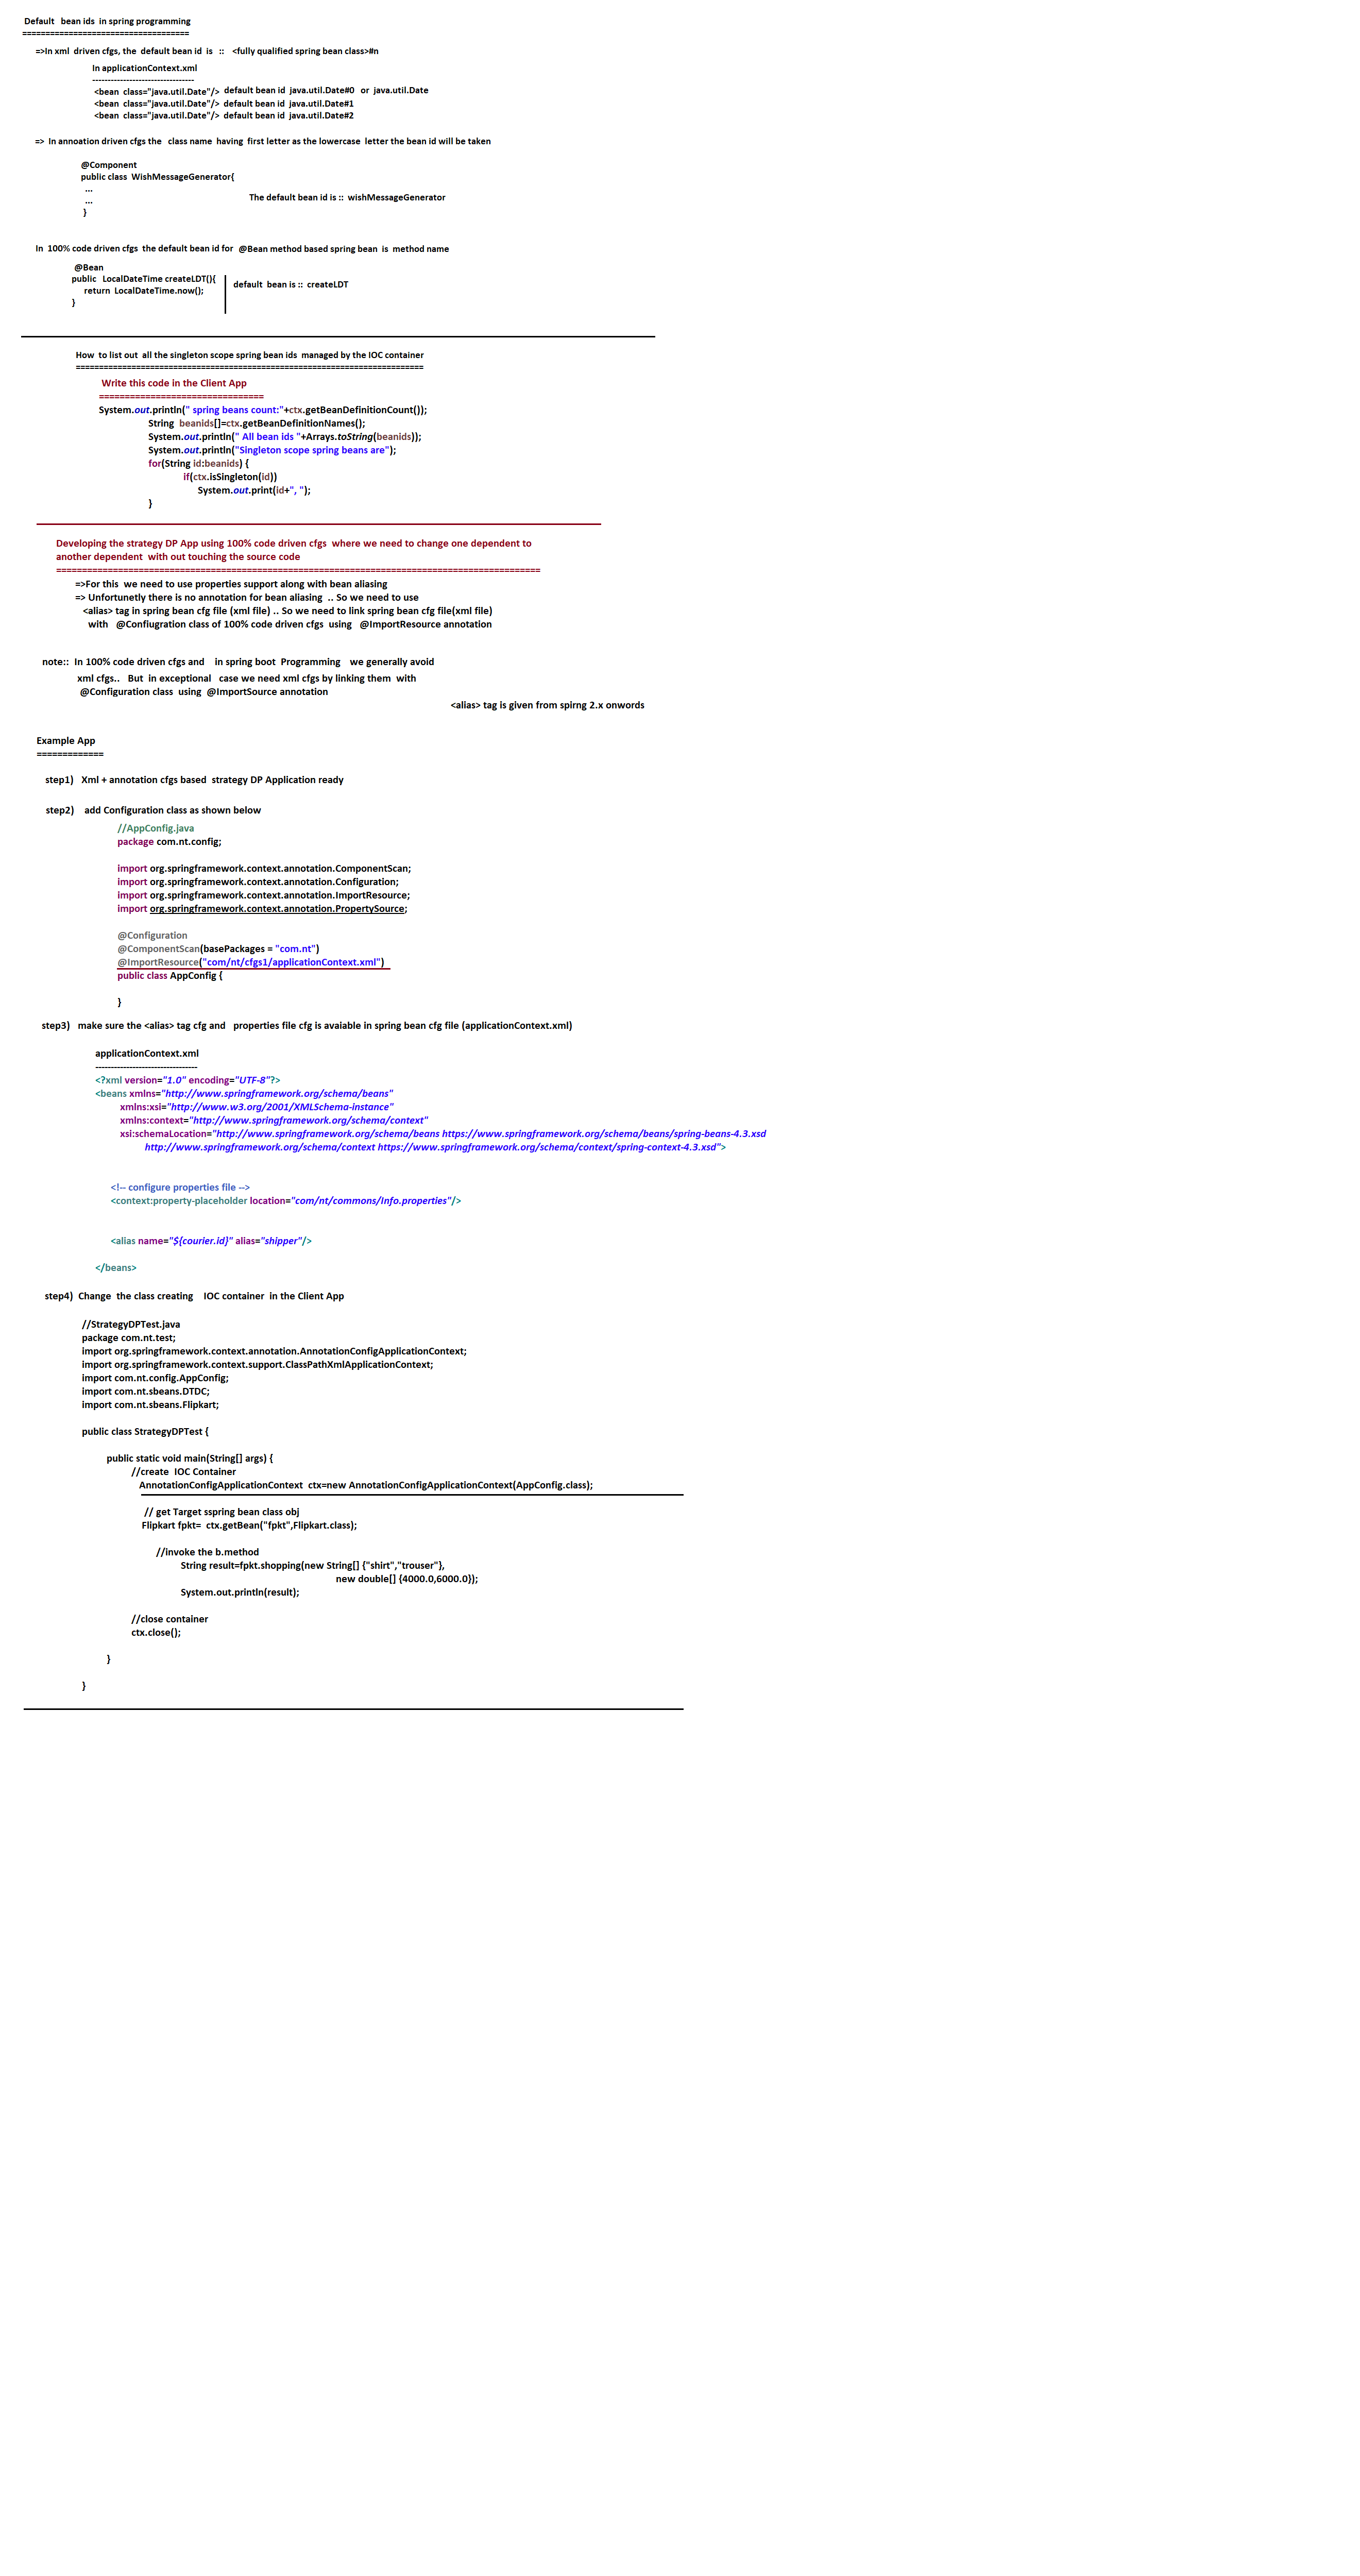 Default bean ids in spring programming
====================================
=>In xml driven cfgs, the default bean id is :: <fully qualified spring bean class>#n
In applicationContext.xml
---------------------------------
<bean class="java.util.Date"/> default bean id java.util.Date#0 or java.util.Date
<bean class="java.util.Date"/> default bean id java.util.Date#1
<bean class="java.util.Date"/> default bean id java.util.Date#2
=> In annoation driven cfgs the class name having first letter as the lowercase letter the bean id will be taken
@Component
public class WishMessageGenerator{
...
...
The default bean id is :: wishMessageGenerator
}
In 100% code driven cfgs the default bean id for @Bean method based spring bean is method name
@Bean
public LocalDateTime createLDT(){
default bean is :: createLDT
return LocalDateTime.now();
}
How to list out all the singleton scope spring bean ids managed by the IOC container
===========================================================================
Write this code in the Client App
================================
System.out.println(" spring beans count:"+ctx.getBeanDefinitionCount());
String beanids[]=ctx.getBeanDefinitionNames();
System.out.println(" All bean ids "+Arrays.toString(beanids));
System.out.println("Singleton scope spring beans are");
for(String id:beanids) {
if(ctx.isSingleton(id))
System.out.print(id+", ");
}
Developing the strategy DP App using 100% code driven cfgs where we need to change one dependent to
another dependent with out touching the source code
==============================================================================================
=>For this we need to use properties support along with bean aliasing
=> Unfortunetly there is no annotation for bean aliasing .. So we need to use
<alias> tag in spring bean cfg file (xml file) .. So we need to link spring bean cfg file(xml file)
with @Confiugration class of 100% code driven cfgs using @ImportResource annotation
note:: In 100% code driven cfgs and in spring boot Programming we generally avoid
xml cfgs.. But in exceptional case we need xml cfgs by linking them with
@Configuration class using @ImportSource annotation
<alias> tag is given from spirng 2.x onwords
Example App
=============
step1) Xml + annotation cfgs based strategy DP Application ready
step2) add Configuration class as shown below
//AppConfig.java
package com.nt.config;
import org.springframework.context.annotation.ComponentScan;
import org.springframework.context.annotation.Configuration;
import org.springframework.context.annotation.ImportResource;
import org.springframework.context.annotation.PropertySource;
@Configuration
@ComponentScan(basePackages = "com.nt")
@ImportResource("com/nt/cfgs1/applicationContext.xml")
public class AppConfig {
}
step3) make sure the <alias> tag cfg and properties file cfg is avaiable in spring bean cfg file (applicationContext.xml)
applicationContext.xml
---------------------------------
<?xml version="1.0" encoding="UTF-8"?>
<beans xmlns="http://www.springframework.org/schema/beans"
xmlns:xsi="http://www.w3.org/2001/XMLSchema-instance"
xmlns:context="http://www.springframework.org/schema/context"
xsi:schemaLocation="http://www.springframework.org/schema/beans https://www.springframework.org/schema/beans/spring-beans-4.3.xsd
http://www.springframework.org/schema/context https://www.springframework.org/schema/context/spring-context-4.3.xsd">
<!-- configure properties file -->
<context:property-placeholder location="com/nt/commons/Info.properties"/>
<alias name="${courier.id}" alias="shipper"/>
</beans>
step4) Change the class creating IOC container in the Client App
//StrategyDPTest.java
package com.nt.test;
import org.springframework.context.annotation.AnnotationConfigApplicationContext;
import org.springframework.context.support.ClassPathXmlApplicationContext;
import com.nt.config.AppConfig;
import com.nt.sbeans.DTDC;
import com.nt.sbeans.Flipkart;
public class StrategyDPTest {
public static void main(String[] args) {
//create IOC Container
AnnotationConfigApplicationContext ctx=new AnnotationConfigApplicationContext(AppConfig.class);
// get Target sspring bean class obj
Flipkart fpkt= ctx.getBean("fpkt",Flipkart.class);
//invoke the b.method
String result=fpkt.shopping(new String[] {"shirt","trouser"},
new double[] {4000.0,6000.0});
System.out.println(result);
//close container
ctx.close();
}
}